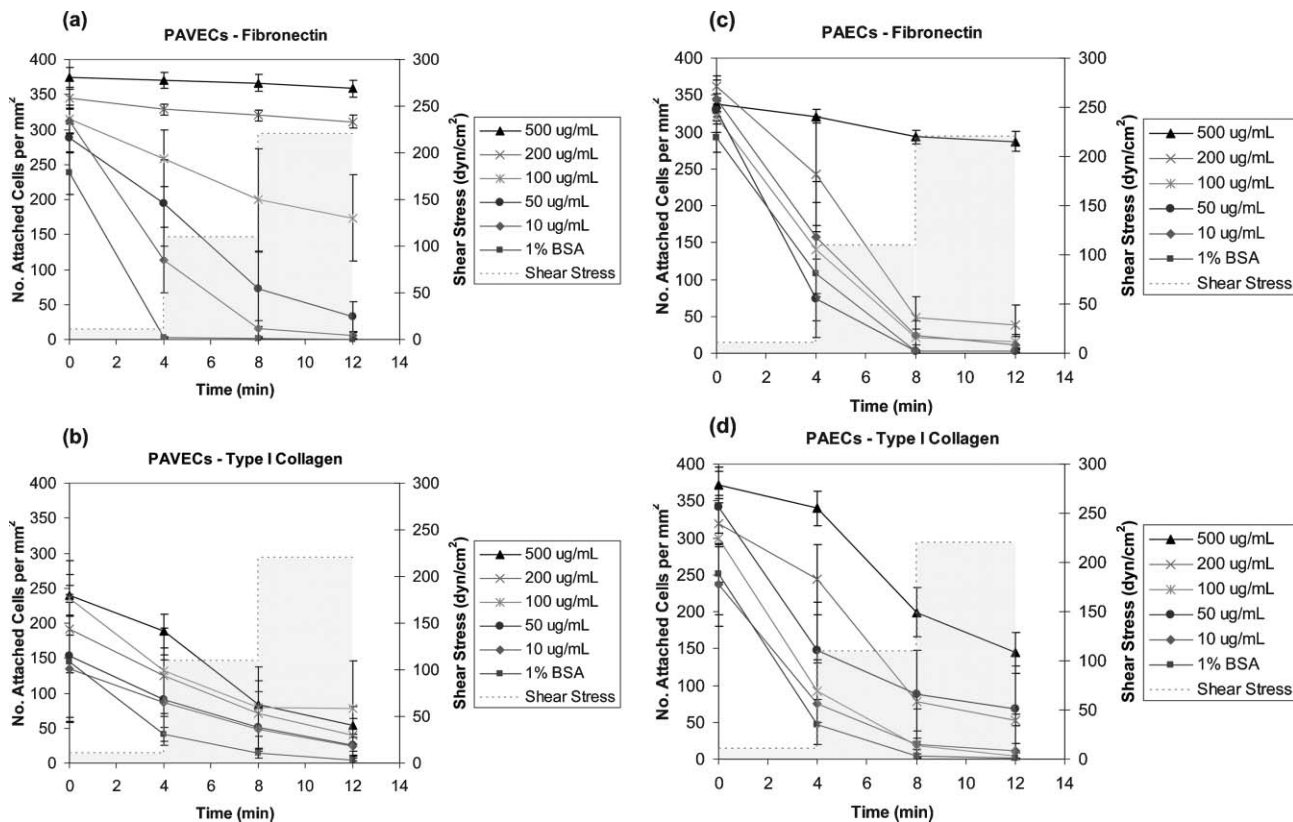 (a)
PAVECs - Fibronectin
No. Attached Cells per mm²
400
350
300
250
200
150
100
50
0
300
250
200
150
100
50
0
Shear Stress (dyn/cm²)
0 2 4 6 8 10 12 14
Time (min)
500 ug/mL
200 ug/mL
100 ug/mL
50 ug/mL
10 ug/mL
1% BSA
Shear Stress
(b)
PAVECs - Type I Collagen
No. Attached Cells per mm²
400
350
300
250
200
150
100
50
0
300
250
200
150
100
50
0
Shear Stress (dyn/cm²)
0 2 4 6 8 10 12 14
Time (min)
500 ug/mL
200 ug/mL
100 ug/mL
50 ug/mL
10 ug/mL
1% BSA
Shear Stress
(c)
PAECs - Fibronectin
No. Attached Cells per mm²
400
350
300
250
200
150
100
50
0
300
250
200
150
100
50
0
Shear Stress (dyn/cm²)
0 2 4 6 8 10 12 14
Time (min)
500 ug/mL
200 ug/mL
100 ug/mL
50 ug/mL
10 ug/mL
1% BSA
Shear Stress
(d)
PAECs - Type I Collagen
No. Attached Cells per mm²
400
350
300
250
200
150
100
50
0
300
250
200
150
100
50
0
Shear Stress (dyn/cm²)
0 2 4 6 8 10 12 14
Time (min)
500 ug/mL
200 ug/mL
100 ug/mL
50 ug/mL
10 ug/mL
1% BSA
Shear Stress